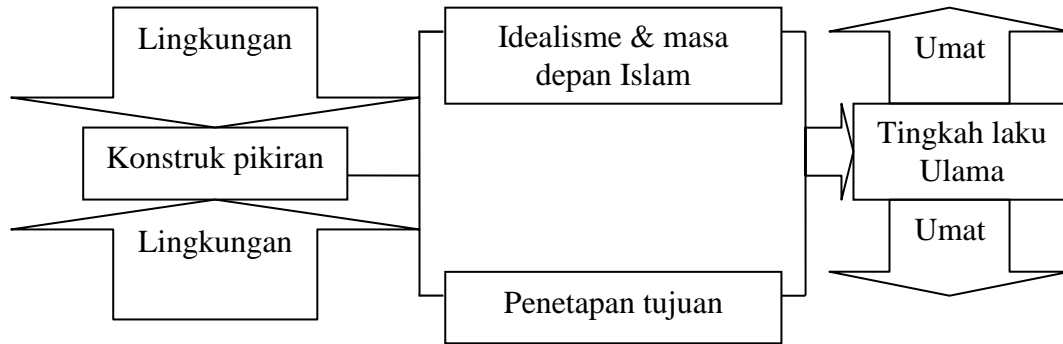 Lingkungan
Konstruk pikiran
Lingkungan
Idealisme & masa
depan Islam
Penetapan tujuan
Umat
Tingkah laku
Ulama
Umat